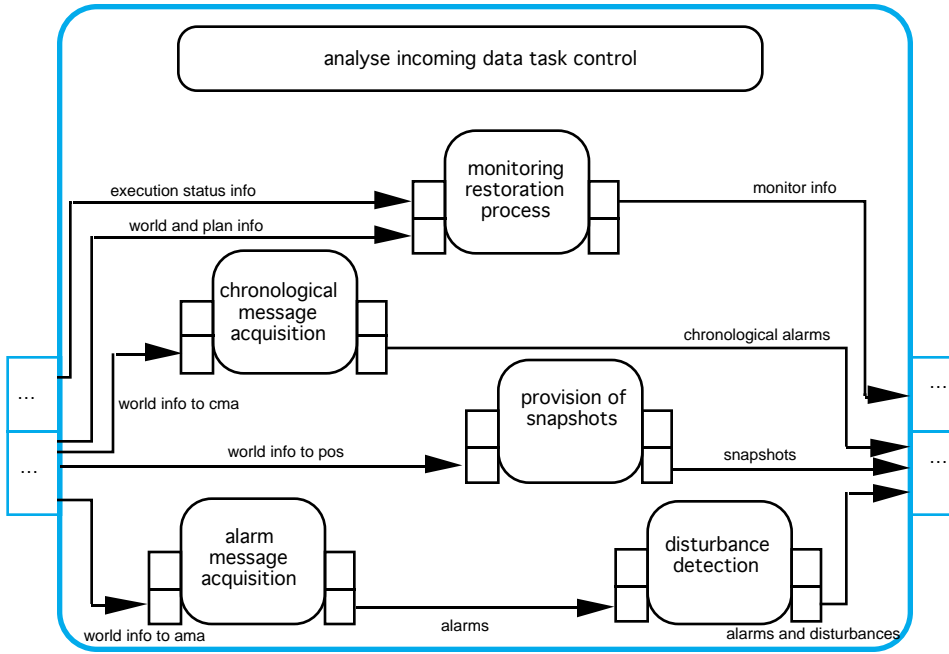 analyse incoming data task control
monitoring
restoration
process
execution status info
monitor info
world and plan info
chronological
message
acquisition
chronological alarms
...
...
world info to cma
provision of
snapshots
...
...
world info to pos
snapshots
alarm
message
acquisition
disturbance
detection
world info to ama
alarms
alarms and disturbances